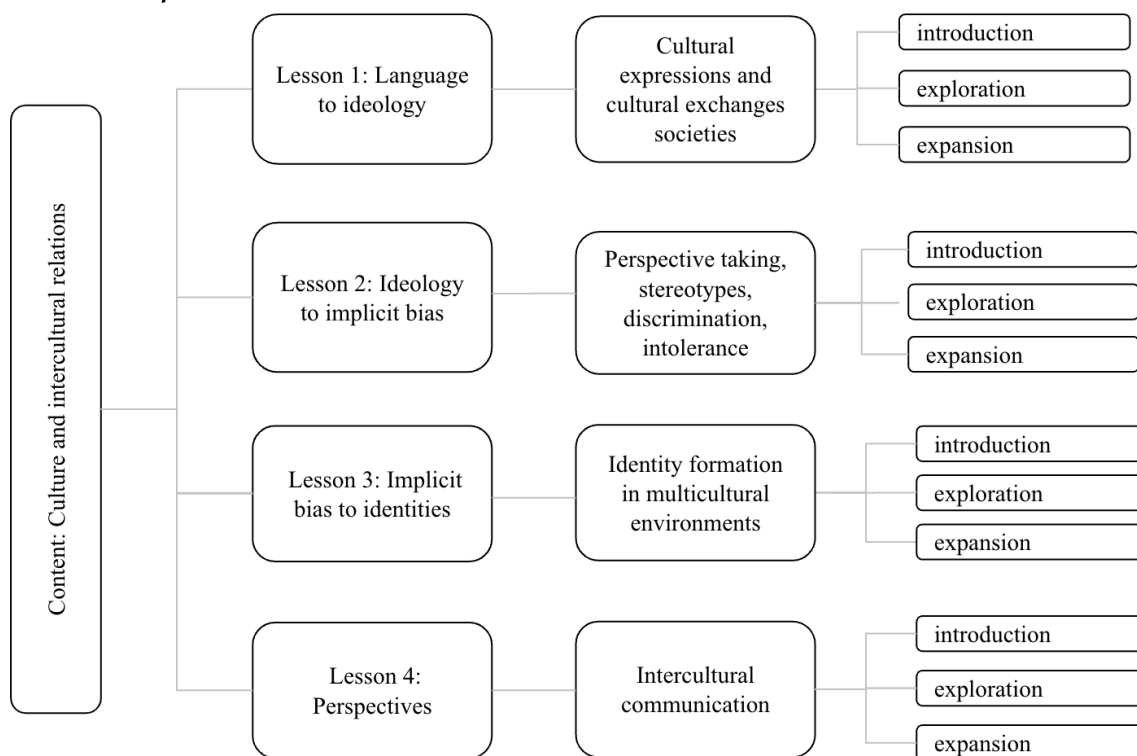 Content: Culture and intercultural relations
Lesson 1: Language
to ideology
Cultural
expressions and
cultural exchanges
societies
introduction
exploration
expansion
Lesson 2: Ideology
to implicit bias
Perspective taking,
stereotypes,
discrimination,
intolerance
introduction
exploration
expansion
Lesson 3: Implicit
bias to identities
Identity formation
in multicultural
environments
introduction
exploration
expansion
Lesson 4:
Perspectives
Intercultural
communication
introduction
exploration
expansion